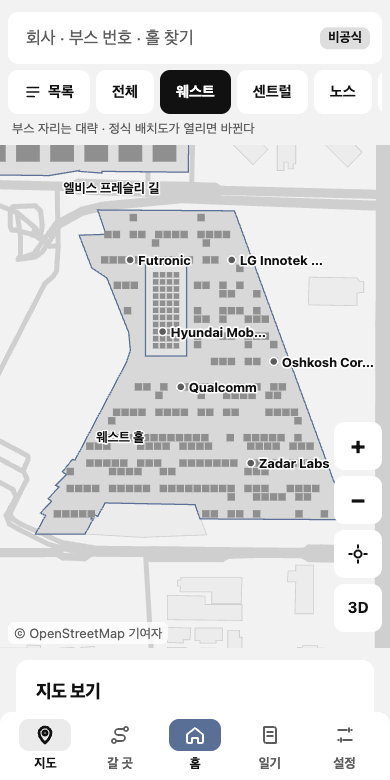 회사 · 부스 번호 · 홀 찾기
비공식
목록
전체
웨스트
센트럴
노스
부스 자리는 대략 · 정식 배치도가 열리면 바뀐다
엘비스 프레슬리 길
Futronic
LG Innotek ...
Hyundai Mob...
Oshkosh Cor...
Qualcomm
웨스트 홀
Zadar Labs
+
−
3D
© OpenStreetMap 기여자
지도 보기
지도
갈 곳
홈
일기
설정